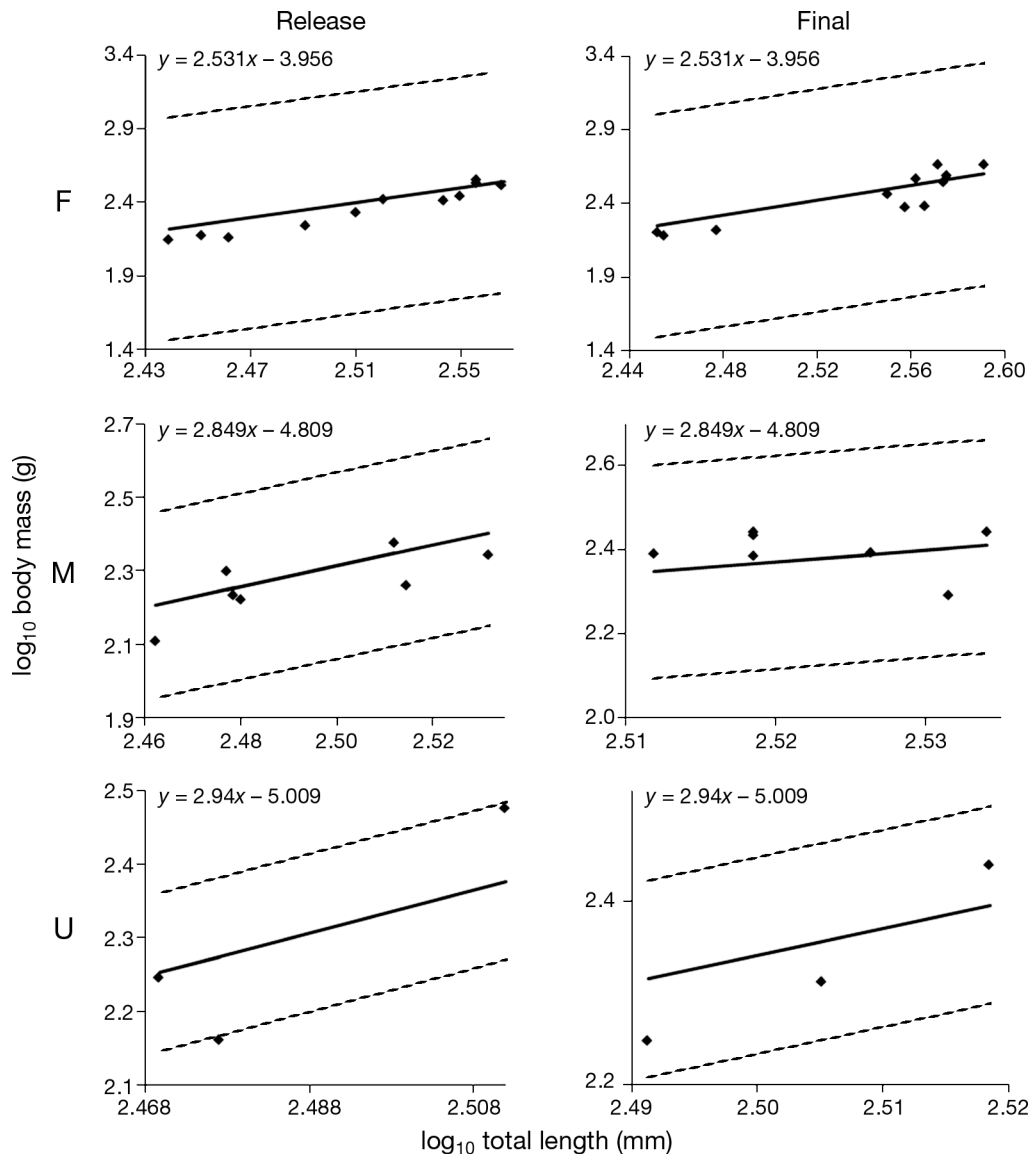 Release
Final
F
M
U
log10 body mass (g)
log10 total length (mm)
y = 2.531x – 3.956
3.4
2.9
2.4
1.9
1.4
2.43 2.47 2.51 2.55
y = 2.531x – 3.956
3.4
2.9
2.4
1.9
1.4
2.44 2.48 2.52 2.56 2.60
y = 2.849x – 4.809
2.7
2.5
2.3
2.1
1.9
2.46 2.48 2.50 2.52
y = 2.849x – 4.809
2.6
2.4
2.2
2.0
2.51 2.52 2.53
y = 2.94x – 5.009
2.5
2.4
2.3
2.2
2.1
2.468 2.488 2.508
y = 2.94x – 5.009
2.4
2.2
2.49 2.50 2.51 2.52